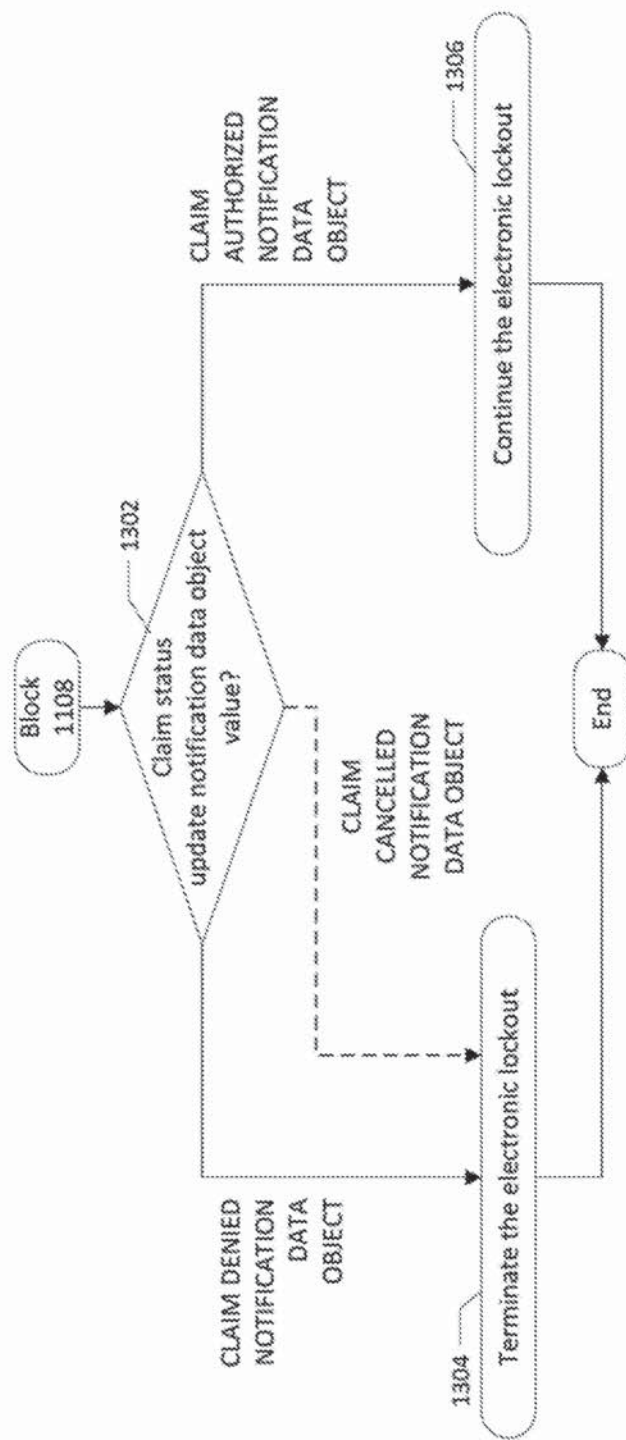 Block
1108
1302
Claim status
update notification data object
value?
CLAIM DENIED
NOTIFICATION
DATA
OBJECT
CLAIM
CANCELLED
NOTIFICATION
DATA OBJECT
CLAIM
AUTHORIZED
NOTIFICATION
DATA
OBJECT
1304
Terminate the electronic lockout
1306
Continue the electronic lockout
End